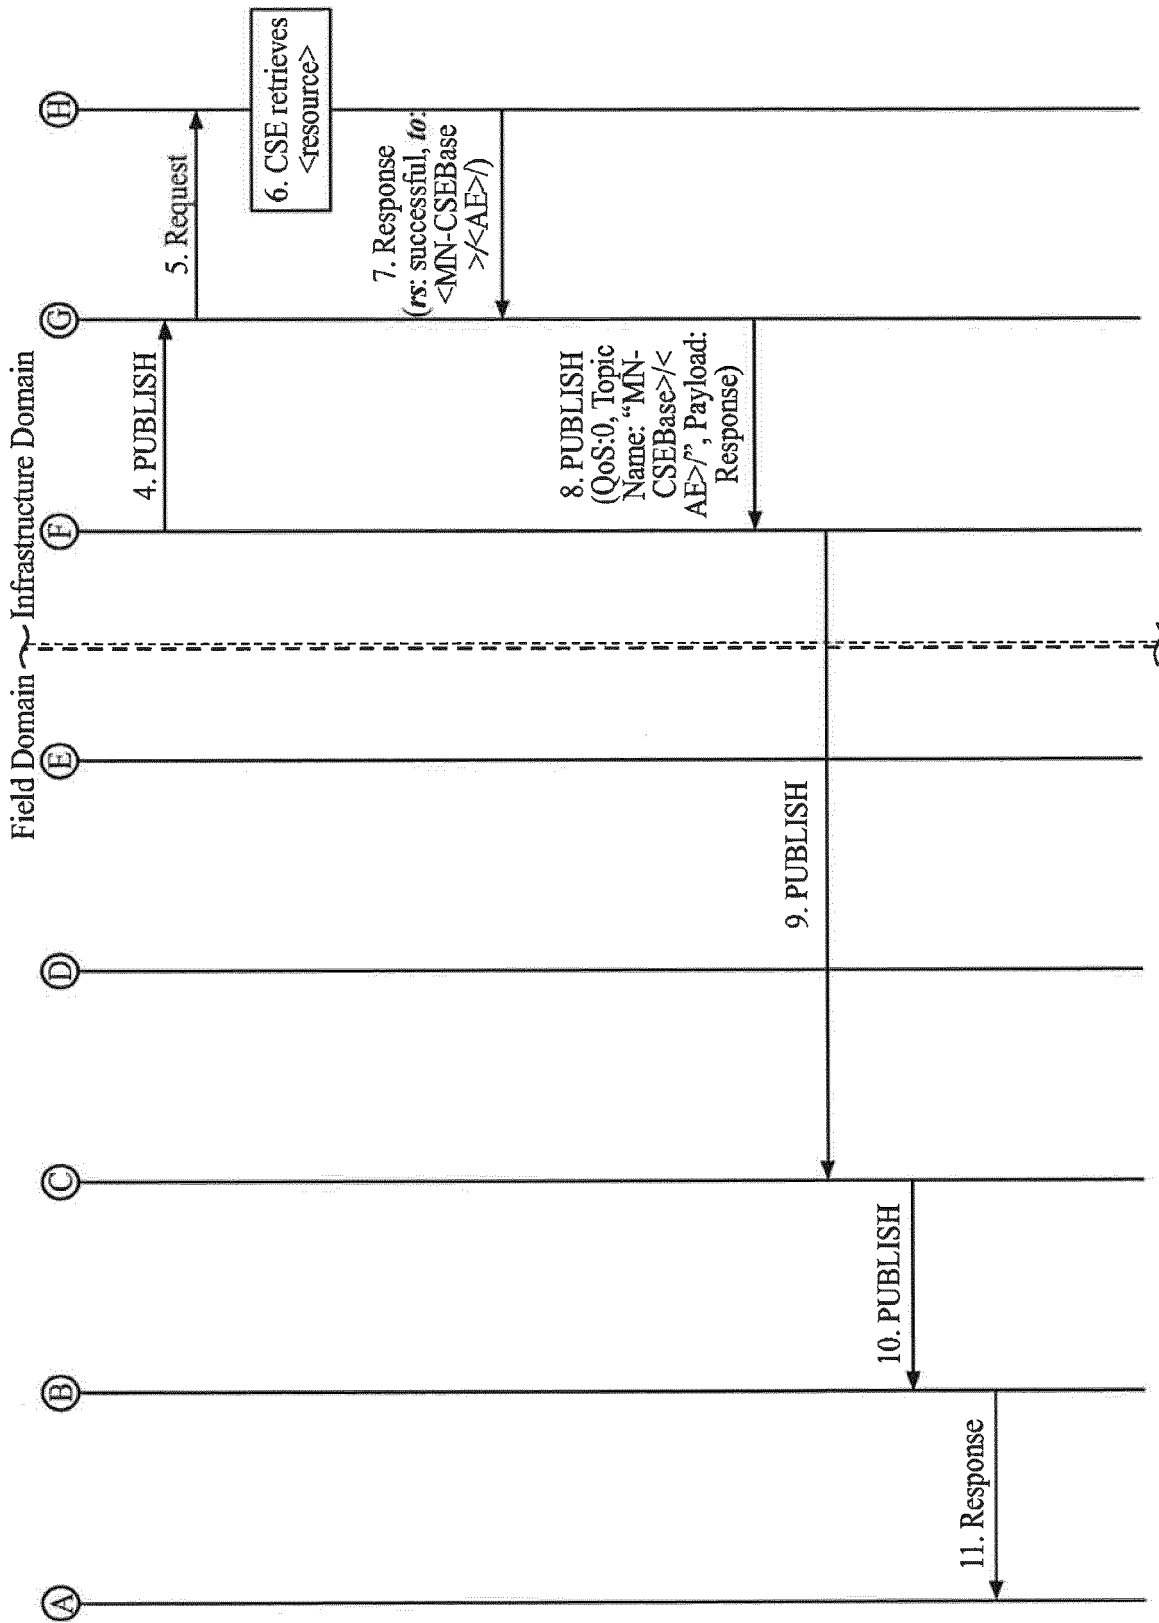 Field Domain
Infrastructure Domain
A
B
C
D
E
F
G
H
4. PUBLISH
5. Request
6. CSE retrieves
<resource>
7. Response
(rs: successful, to:
<MN-CSEBase
>/<AE>/)
8. PUBLISH
(QoS:0, Topic
Name: “MN-
CSEBase>/<
AE>/”, Payload:
Response)
9. PUBLISH
10. PUBLISH
11. Response